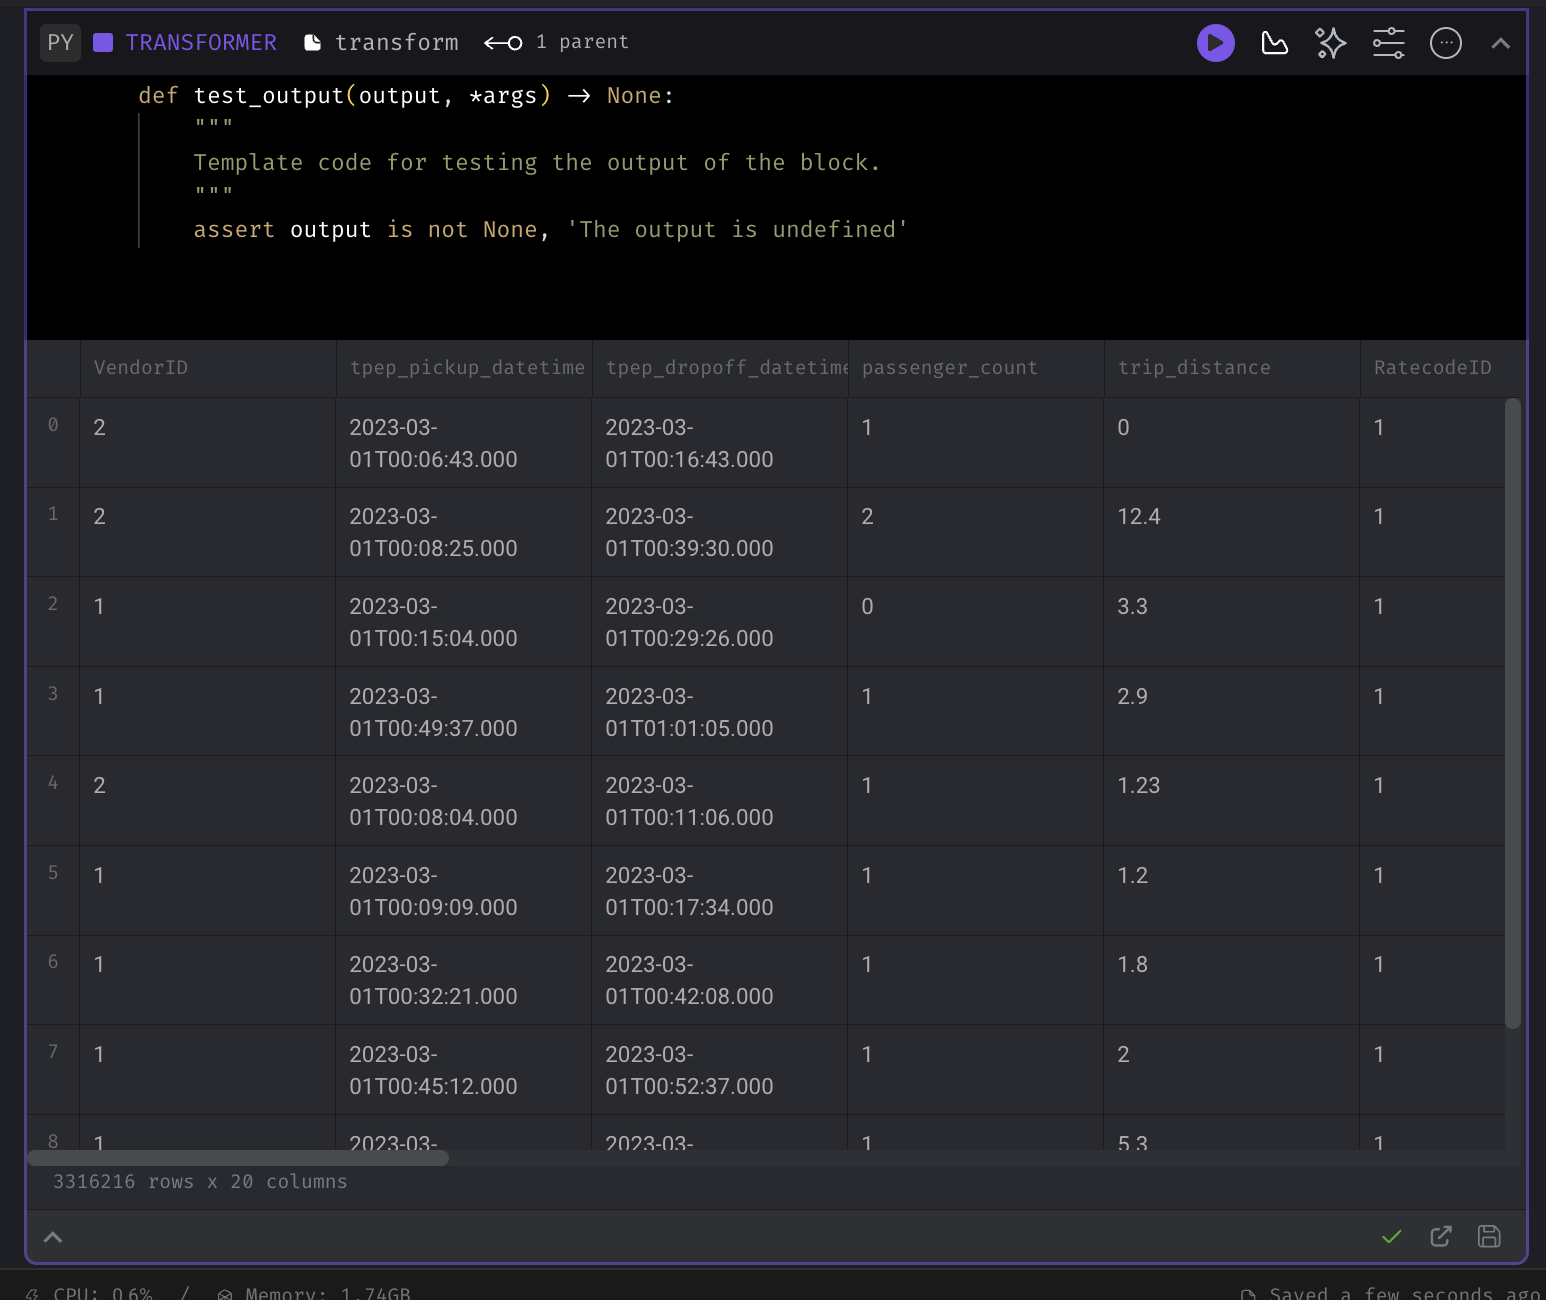 PY TRANSFORMER transform 1 parent
def test_output(output, *args) → None:
"""
Template code for testing the output of the block.
"""
assert output is not None, 'The output is undefined'
VendorID tpep_pickup_datetime tpep_dropoff_datetime passenger_count trip_distance RatecodeID
0 2 2023-03- 2023-03- 1 0 1
01T00:06:43.000 01T00:16:43.000
1 2 2023-03- 2023-03- 2 12.4 1
01T00:08:25.000 01T00:39:30.000
2 1 2023-03- 2023-03- 0 3.3 1
01T00:15:04.000 01T00:29:26.000
3 1 2023-03- 2023-03- 1 2.9 1
01T00:49:37.000 01T01:01:05.000
4 2 2023-03- 2023-03- 1 1.23 1
01T00:08:04.000 01T00:11:06.000
5 1 2023-03- 2023-03- 1 1.2 1
01T00:09:09.000 01T00:17:34.000
6 1 2023-03- 2023-03- 1 1.8 1
01T00:32:21.000 01T00:42:08.000
7 1 2023-03- 2023-03- 1 2 1
01T00:45:12.000 01T00:52:37.000
8 1 2023-03- 2023-03- 1 5.3 1
3316216 rows x 20 columns
CPU: 0.6% / Memory: 1.74GB Saved a few seconds ago